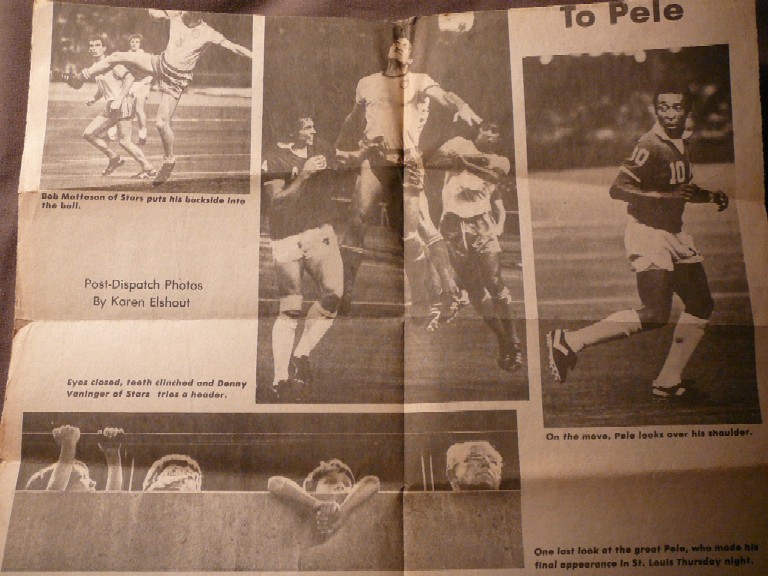 To Pele
Bob Matteson of Stars puts his backside into
the ball.
Post-Dispatch Photos
By Karen Elshout
Eyes closed, teeth clinched and Denny
Vaninger of Stars tries a header.
10
10
On the move, Pele looks over his shoulder.
One last look at the great Pele, who made his
final appearance in St. Louis Thursday night.